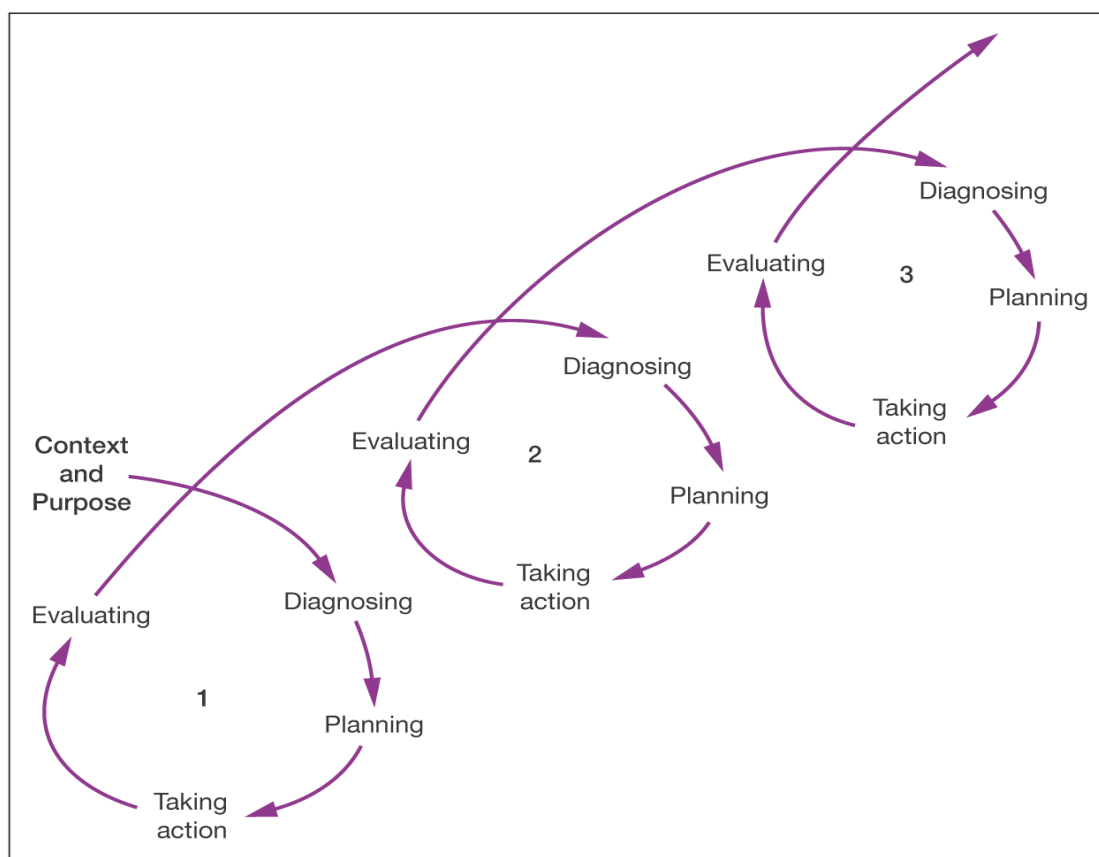 Context
and
Purpose
Diagnosing
Planning
Taking
action
Evaluating
1
Diagnosing
Planning
Taking
action
Evaluating
2
Diagnosing
Planning
Taking
action
Evaluating
3